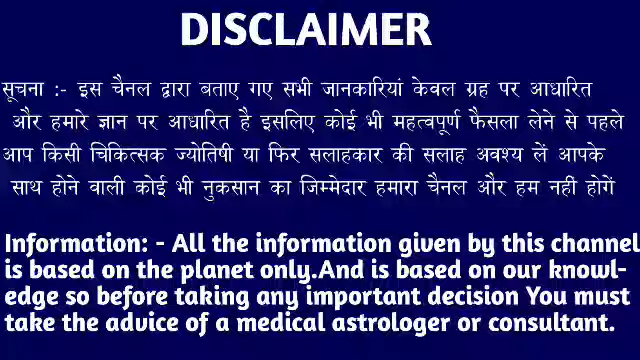 DISCLAIMER
सूचना :- इस चैनल द्वारा बताए गए सभी जानकारियां केवल ग्रह पर आधारित
और हमारे ज्ञान पर आधारित है इसलिए कोई भी महत्वपूर्ण फैसला लेने से पहले
आप किसी चिकित्सक ज्योतिषी या फिर सलाहकार की सलाह अवश्य लें आपके
साथ होने वाली कोई भी नुकसान का जिम्मेदार हमारा चैनल और हम नहीं होगें
Information: - All the information given by this channel
is based on the planet only.And is based on our knowl-
edge so before taking any important decision You must
take the advice of a medical astrologer or consultant.